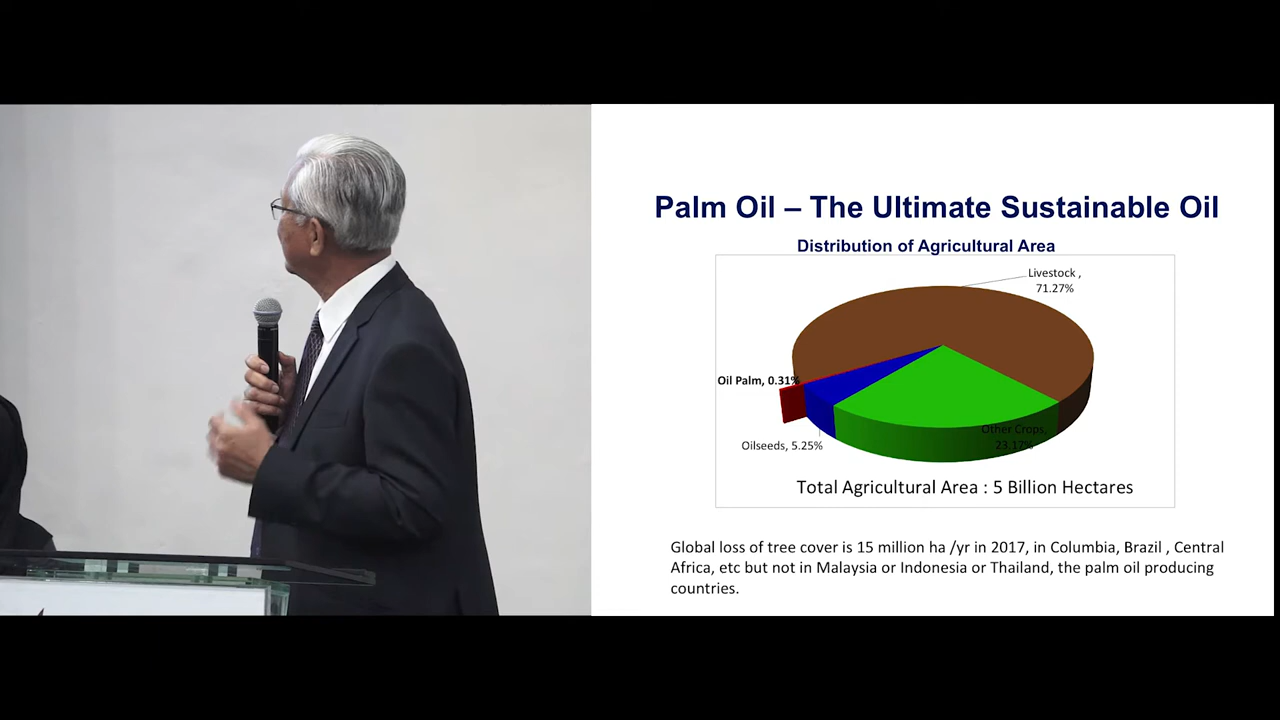 Palm Oil – The Ultimate Sustainable Oil
Distribution of Agricultural Area
Livestock ,
71.27%
Oil Palm, 0.31%
Oilseeds, 5.25%
Other Crops,
23.17%
Total Agricultural Area : 5 Billion Hectares
Global loss of tree cover is 15 million ha /yr in 2017, in Columbia, Brazil , Central
Africa, etc but not in Malaysia or Indonesia or Thailand, the palm oil producing
countries.